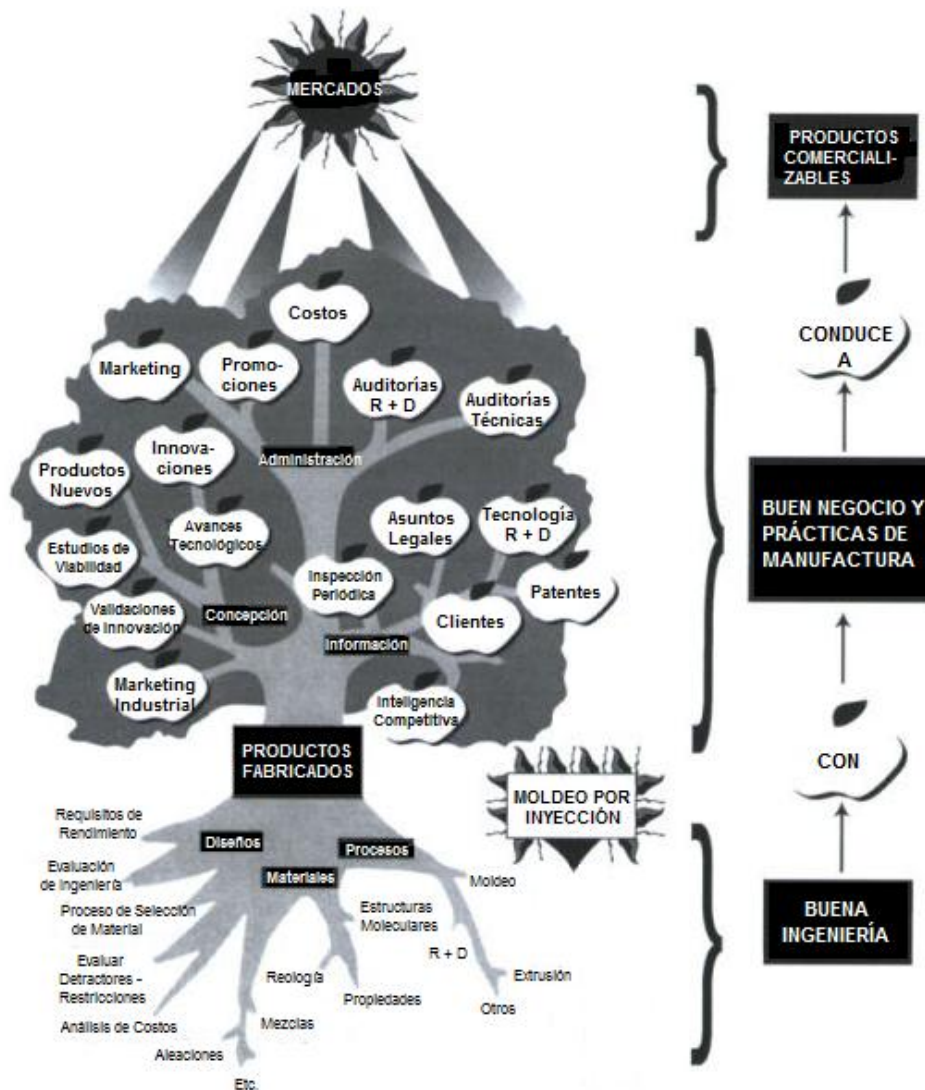 MERCADOS
PRODUCTOS
COMERCIALI-
ZABLES
Costos
Marketing
Promo-
ciones
Auditorías
R + D
Auditorías
Técnicas
CONDUCE
A
Innova-
ciones
Administración
Productos
Nuevos
Avances
Tecnológicos
Asuntos
Legales
Tecnología
R + D
BUEN NEGOCIO Y
PRÁCTICAS DE
MANUFACTURA
Estudios de
Viabilidad
Inspección
Periódica
Patentes
Validaciones
de Innovación
Concepción
Clientes
Información
Marketing
Industrial
Inteligencia
Competitiva
PRODUCTOS
FABRICADOS
CON
MOLDEO POR
INYECCIÓN
Requisitos de
Rendimiento
Diseños
Procesos
Materiales
Evaluación
de Ingeniería
Moldeo
Proceso de Selección
de Material
Estructuras
Moleculares
BUENA
INGENIERÍA
Evaluar
Detractores -
Restricciones
R + D
Reología
Extrusión
Propiedades
Otros
Análisis de Costos
Mezclas
Aleaciones
Etc.